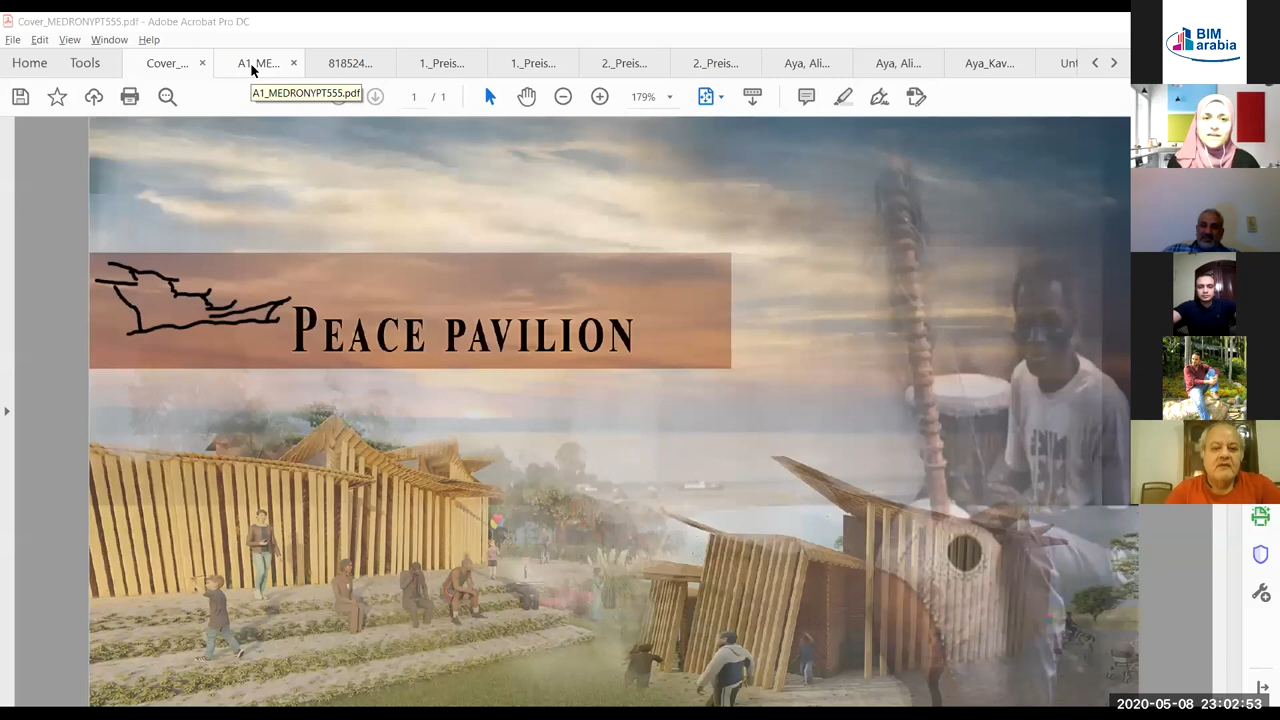 Cover_MEDRONYPT555.pdf - Adobe Acrobat Pro DC
File Edit View Window Help
Home Tools Cover_... × A1_ME... × 818524... 1._Preis... 1._Preis... 2._Preis... 2._Preis... Aya, Ali... Aya, Ali... Aya_Kav...
A1_MEDRONYPT555.pdf
1 / 1
179%
BIM
arabia
PEACE PAVILION
2020-05-08 23:02:53